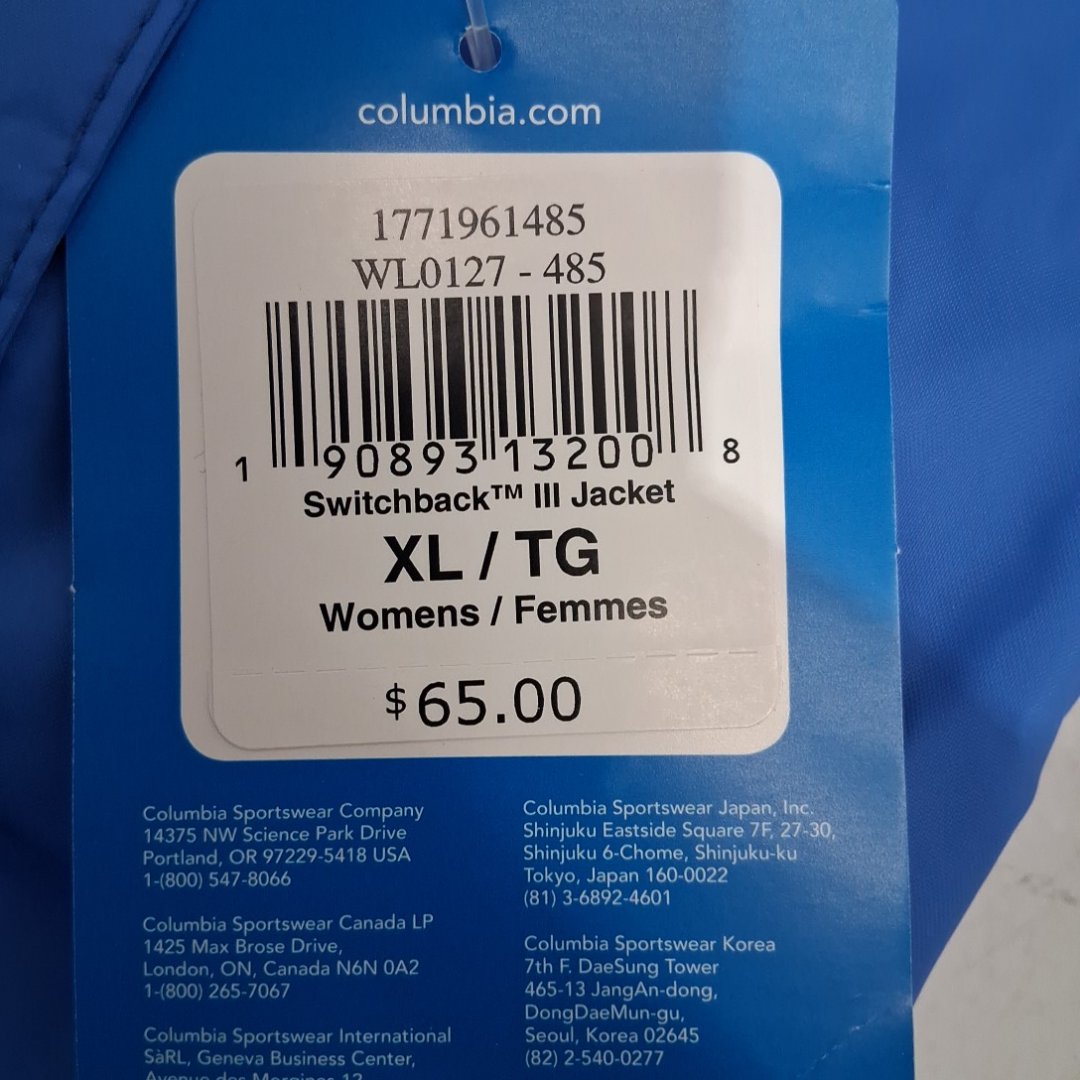 columbia.com
1771961485
WL0127 - 485
1 90893 13200 8
Switchback™ III Jacket
XL / TG
Womens / Femmes
$65.00
Columbia Sportswear Company
14375 NW Science Park Drive
Portland, OR 97229-5418 USA
1-(800) 547-8066
Columbia Sportswear Canada LP
1425 Max Brose Drive,
London, ON, Canada N6N 0A2
1-(800) 265-7067
Columbia Sportswear International
SàRL, Geneva Business Center,
Avenue des Morgines 12
Columbia Sportswear Japan, Inc.
Shinjuku Eastside Square 7F, 27-30,
Shinjuku 6-Chome, Shinjuku-ku
Tokyo, Japan 160-0022
(81) 3-6892-4601
Columbia Sportswear Korea
7th F. DaeSung Tower
465-13 JangAn-dong,
DongDaeMun-gu,
Seoul, Korea 02645
(82) 2-540-0277